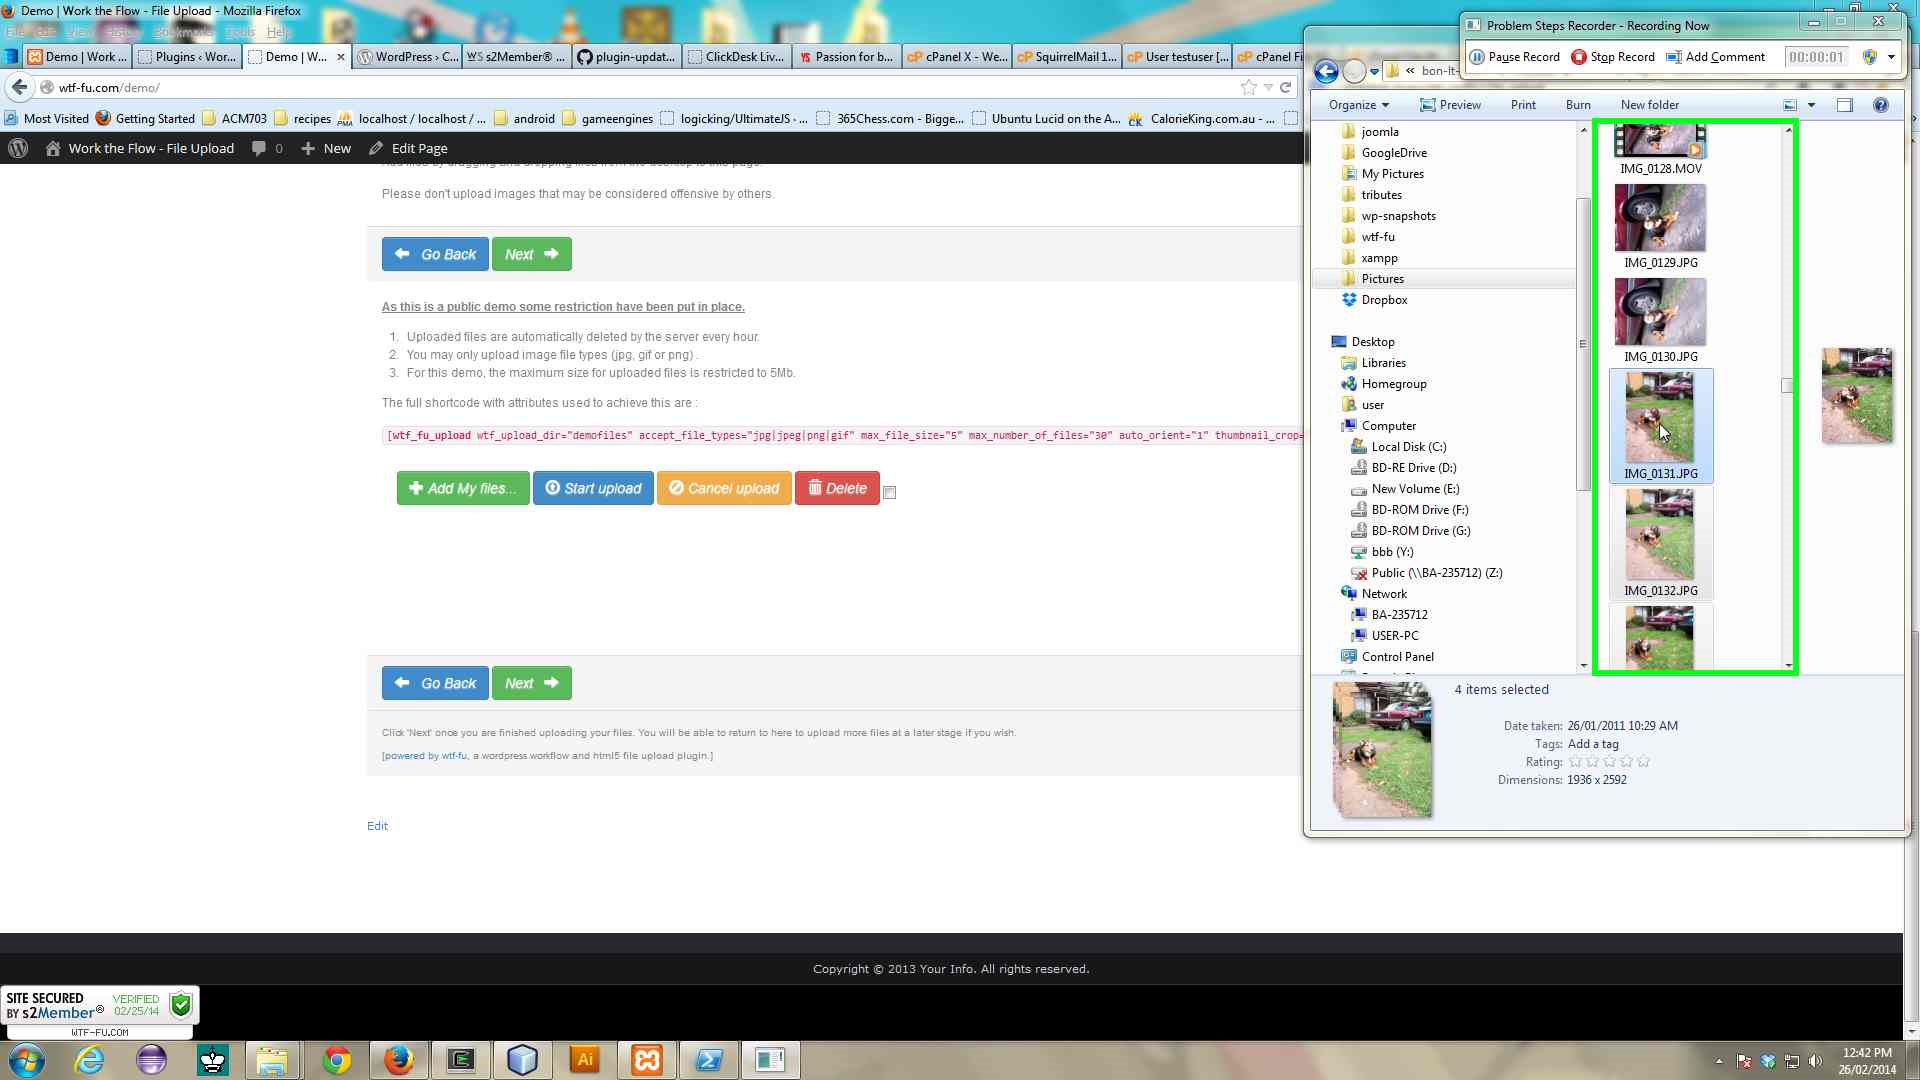 Demo | Work the Flow - File Upload - Mozilla Firefox
File Edit View History Bookmarks Tools Help
Demo | Work ...
Plugins ‹ Wor...
Demo | W...
WordPress › C...
s2Member® ...
plugin-updat...
ClickDesk Liv...
Passion for b...
cPanel X - We...
SquirrelMail 1...
User testuser [...
cPanel Fi
wtf-fu.com/demo/
Most Visited
Getting Started
ACM703
recipes
localhost / localhost / ...
android
gameengines
logicking/UltimateJS · ...
365Chess.com - Bigge...
Ubuntu Lucid on the A...
CalorieKing.com.au - ...
Work the Flow - File Upload
0
New
Edit Page
Add files by dragging and dropping files from the desktop to this page.
Please don't upload images that may be considered offensive by others.
Go Back
Next
As this is a public demo some restriction have been put in place.
1. Uploaded files are automatically deleted by the server every hour.
2. You may only upload image file types (jpg, gif or png) .
3. For this demo, the maximum size for uploaded files is restricted to 5Mb.
The full shortcode with attributes used to achieve this are :
[wtf_fu_upload wtf_upload_dir="demofiles" accept_file_types="jpg|jpeg|png|gif" max_file_size="5" max_number_of_files="30" auto_orient="1" thumbnail_crop=
Add My files...
Start upload
Cancel upload
Delete
Go Back
Next
Click 'Next' once you are finished uploading your files. You will be able to return to here to upload more files at a later stage if you wish.
[powered by wtf-fu, a wordpress workflow and html5 file upload plugin.]
Edit
Copyright © 2013 Your Info. All rights reserved.
SITE SECURED
BY s2Member®
VERIFIED
02/25/14
WTF-FU.COM
Problem Steps Recorder - Recording Now
Pause Record
Stop Record
Add Comment
00:00:01
« bon-lt-
Organize
Preview
Print
Burn
New folder
joomla
GoogleDrive
My Pictures
tributes
wp-snapshots
wtf-fu
xampp
Pictures
Dropbox
Desktop
Libraries
Homegroup
user
Computer
Local Disk (C:)
BD-RE Drive (D:)
New Volume (E:)
BD-ROM Drive (F:)
BD-ROM Drive (G:)
bbb (Y:)
Public (\\BA-235712) (Z:)
Network
BA-235712
USER-PC
Control Panel
IMG_0128.MOV
IMG_0129.JPG
IMG_0130.JPG
IMG_0131.JPG
IMG_0132.JPG
4 items selected
Date taken: 26/01/2011 10:29 AM
Tags: Add a tag
Rating:
Dimensions: 1936 x 2592
Ai
12:42 PM
26/02/2014